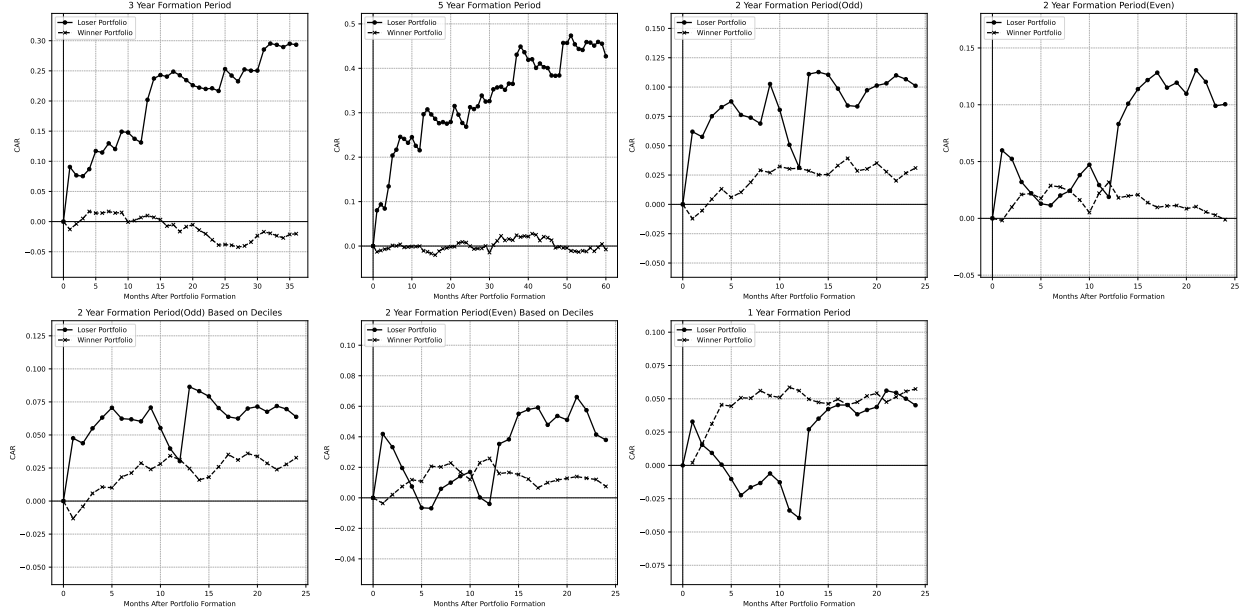 3 Year Formation Period
Loser Portfolio
Winner Portfolio
0.30
0.25
0.20
0.15
0.10
0.05
0.00
−0.05
CAR
0 5 10 15 20 25 30 35
Months After Portfolio Formation
5 Year Formation Period
Loser Portfolio
Winner Portfolio
0.5
0.4
0.3
0.2
0.1
0.0
CAR
0 10 20 30 40 50 60
Months After Portfolio Formation
2 Year Formation Period(Odd)
Loser Portfolio
Winner Portfolio
0.150
0.125
0.100
0.075
0.050
0.025
0.000
−0.025
−0.050
CAR
0 5 10 15 20 25
Months After Portfolio Formation
2 Year Formation Period(Even)
Loser Portfolio
Winner Portfolio
0.15
0.10
0.05
0.00
−0.05
CAR
0 5 10 15 20 25
Months After Portfolio Formation
2 Year Formation Period(Odd) Based on Deciles
Loser Portfolio
Winner Portfolio
0.125
0.100
0.075
0.050
0.025
0.000
−0.025
−0.050
CAR
0 5 10 15 20 25
Months After Portfolio Formation
2 Year Formation Period(Even) Based on Deciles
Loser Portfolio
Winner Portfolio
0.10
0.08
0.06
0.04
0.02
0.00
−0.02
−0.04
CAR
0 5 10 15 20 25
Months After Portfolio Formation
1 Year Formation Period
Loser Portfolio
Winner Portfolio
0.100
0.075
0.050
0.025
0.000
−0.025
−0.050
−0.075
CAR
0 5 10 15 20 25
Months After Portfolio Formation